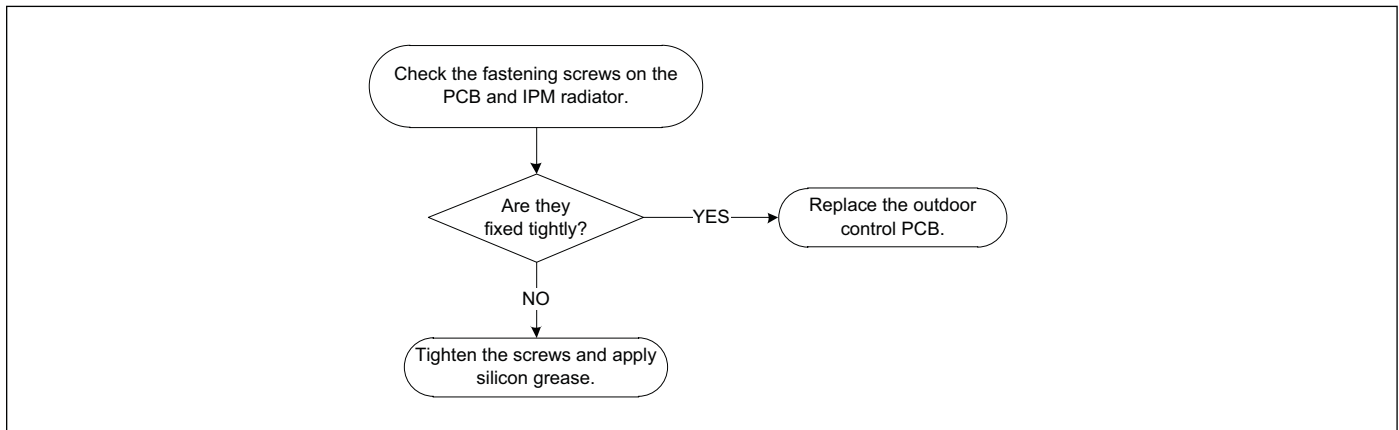 Check the fastening screws on the
PCB and IPM radiator.
Are they
fixed tightly?
YES
Replace the outdoor
control PCB.
NO
Tighten the screws and apply
silicon grease.